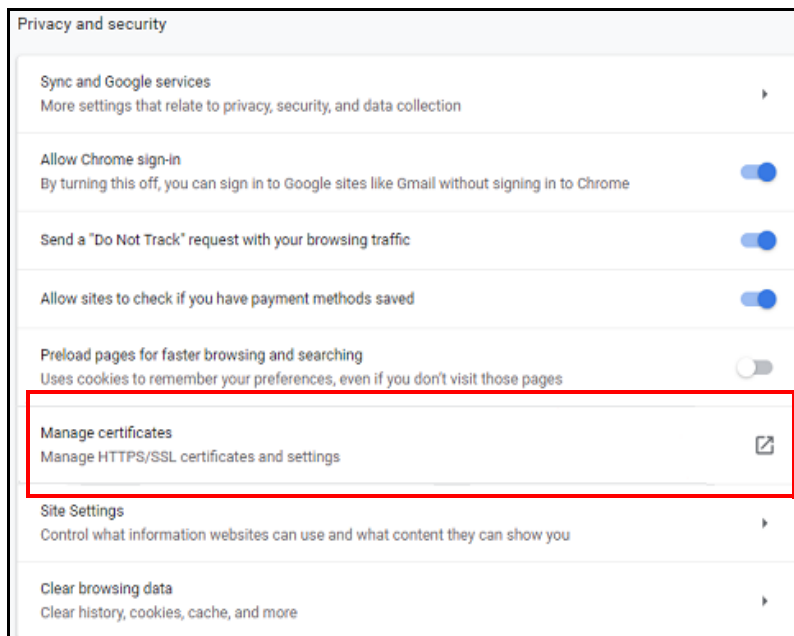 Privacy and security
Sync and Google services
More settings that relate to privacy, security, and data collection
Allow Chrome sign-in
By turning this off, you can sign in to Google sites like Gmail without signing in to Chrome
Send a "Do Not Track" request with your browsing traffic
Allow sites to check if you have payment methods saved
Preload pages for faster browsing and searching
Uses cookies to remember your preferences, even if you don't visit those pages
Manage certificates
Manage HTTPS/SSL certificates and settings
Site Settings
Control what information websites can use and what content they can show you
Clear browsing data
Clear history, cookies, cache, and more